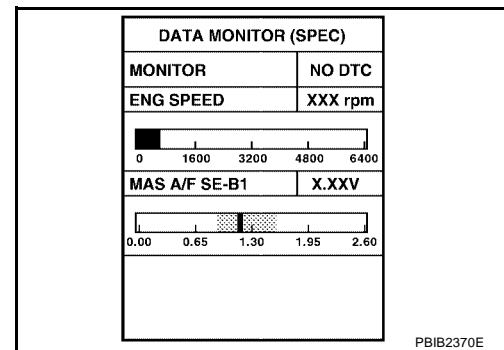 DATA MONITOR (SPEC)
MONITOR NO DTC
ENG SPEED XXX rpm
0 1600 3200 4800 6400
MAS A/F SE-B1 X.XXV
0.00 0.65 1.30 1.95 2.60
PBIB2370E